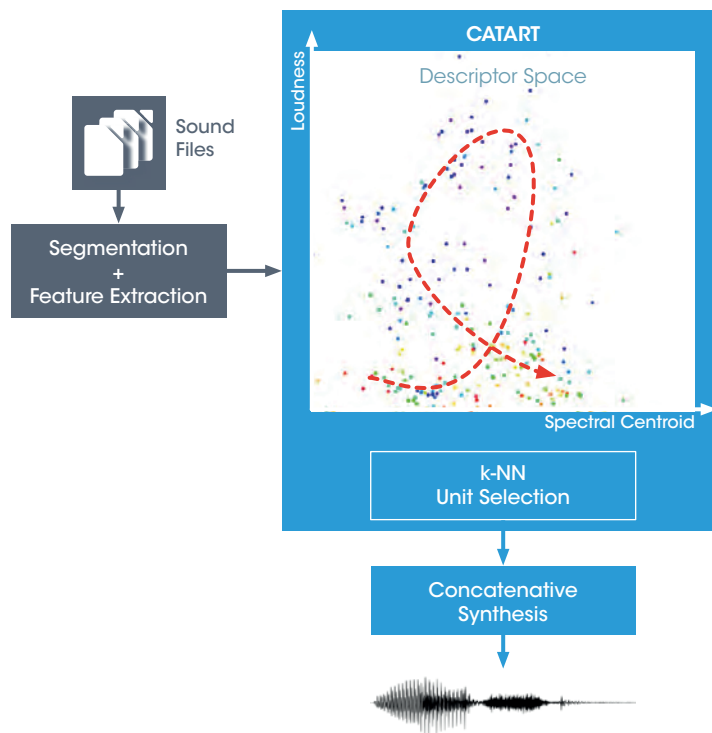 CATART
Descriptor Space
Loudness
Sound
Files
Segmentation
+
Feature Extraction
Spectral Centroid
k-NN
Unit Selection
Concatenative
Synthesis